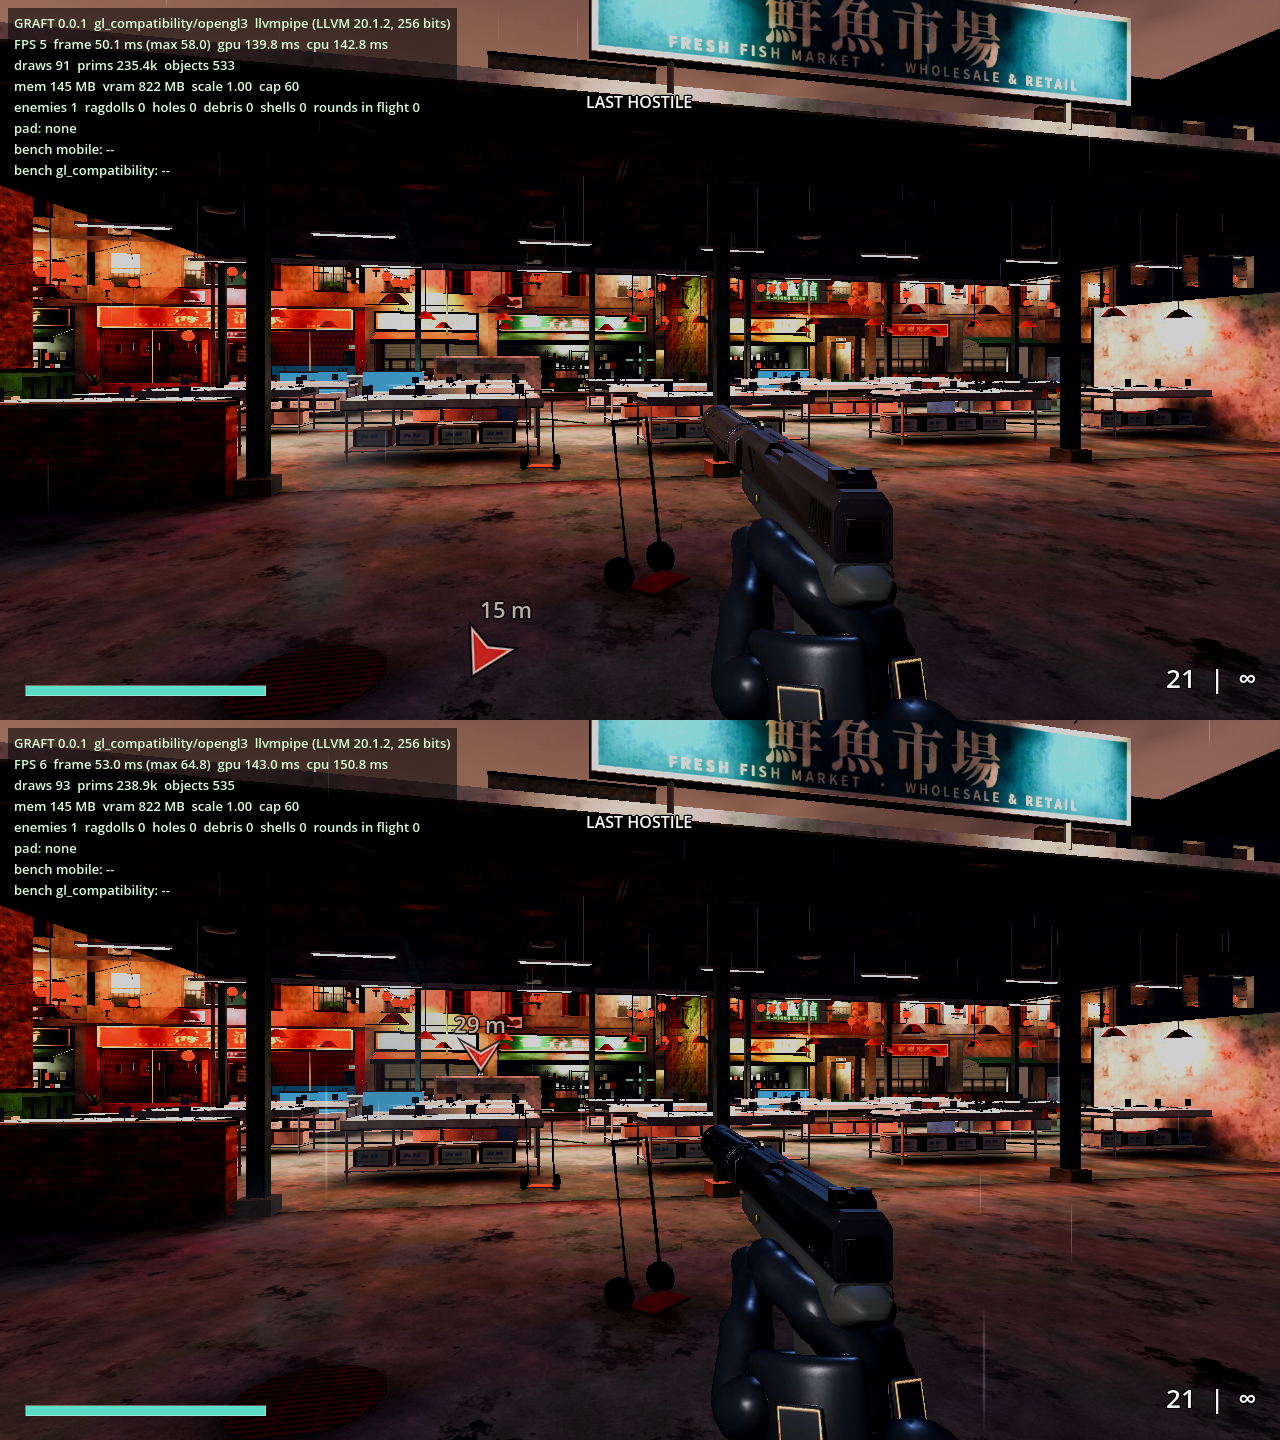 GRAFT 0.0.1 gl_compatibility/opengl3 llvmpipe (LLVM 20.1.2, 256 bits)
FPS 5 frame 50.1 ms (max 58.0) gpu 139.8 ms cpu 142.8 ms
draws 91 prims 235.4k objects 533
mem 145 MB vram 822 MB scale 1.00 cap 60
enemies 1 ragdolls 0 holes 0 debris 0 shells 0 rounds in flight 0
pad: none
bench mobile: --
bench gl_compatibility: --
鮮魚市場
FRESH FISH MARKET · WHOLESALE & RETAIL
LAST HOSTILE
15 m
21 | ∞
GRAFT 0.0.1 gl_compatibility/opengl3 llvmpipe (LLVM 20.1.2, 256 bits)
FPS 6 frame 53.0 ms (max 64.8) gpu 143.0 ms cpu 150.8 ms
draws 93 prims 238.9k objects 535
mem 145 MB vram 822 MB scale 1.00 cap 60
enemies 1 ragdolls 0 holes 0 debris 0 shells 0 rounds in flight 0
pad: none
bench mobile: --
bench gl_compatibility: --
鮮魚市場
FRESH FISH MARKET · WHOLESALE & RETAIL
LAST HOSTILE
29 m
21 | ∞